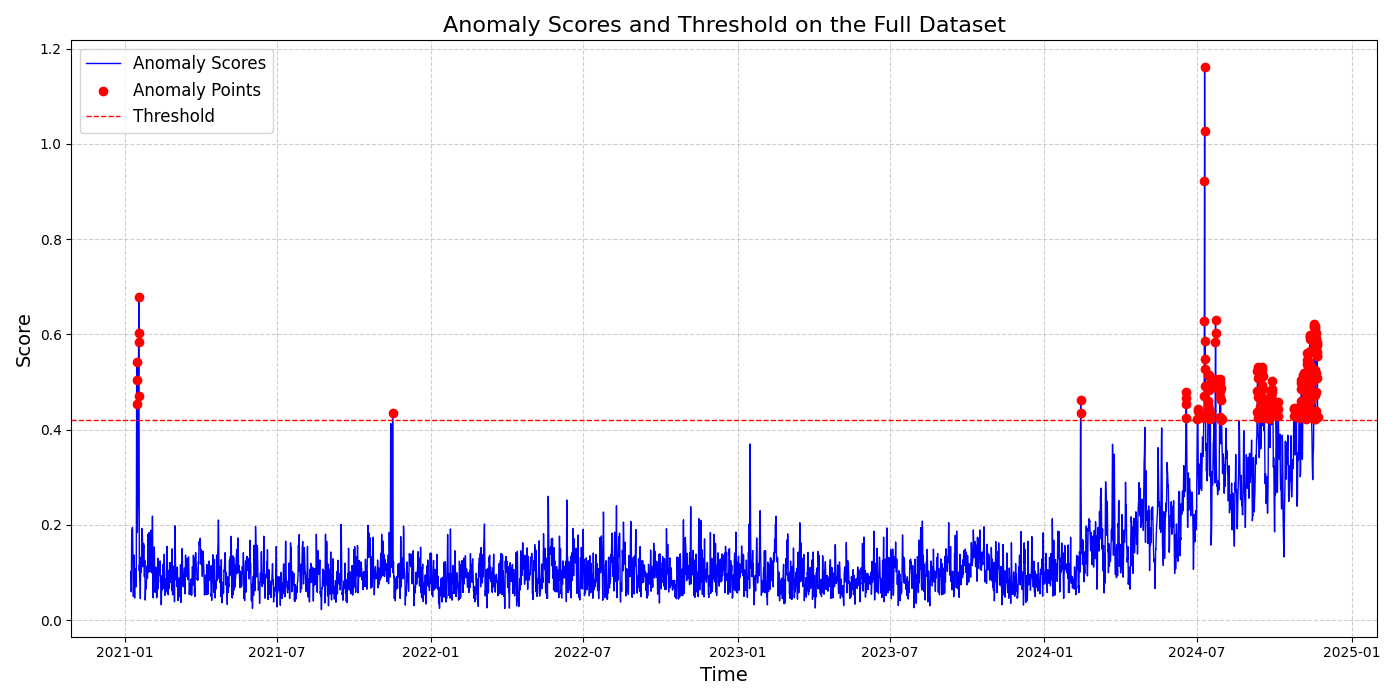 Anomaly Scores and Threshold on the Full Dataset
Anomaly Scores
Anomaly Points
Threshold
Score
1.2
1.0
0.8
0.6
0.4
0.2
0.0
2021-01 2021-07 2022-01 2022-07 2023-01 2023-07 2024-01 2024-07 2025-01
Time